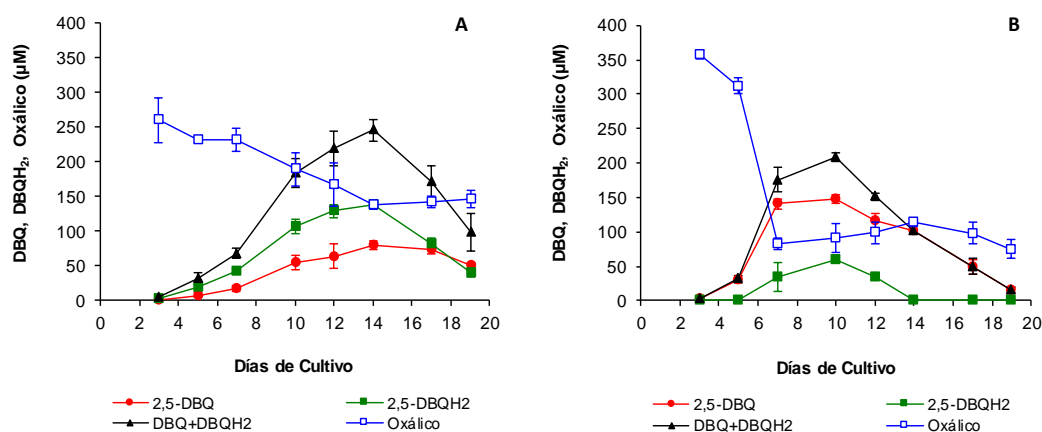 A
DBQ, DBQH2, Oxálico (µM)
400
350
300
250
200
150
100
50
0
0 2 4 6 8 10 12 14 16 18 20
Días de Cultivo
2,5-DBQ 2,5-DBQH2
DBQ+DBQH2 Oxálico
B
DBQ, DBQH2, Oxálico (µM)
400
350
300
250
200
150
100
50
0
0 2 4 6 8 10 12 14 16 18 20
Días de Cultivo
2,5-DBQ 2,5-DBQH2
DBQ+DBQH2 Oxálico